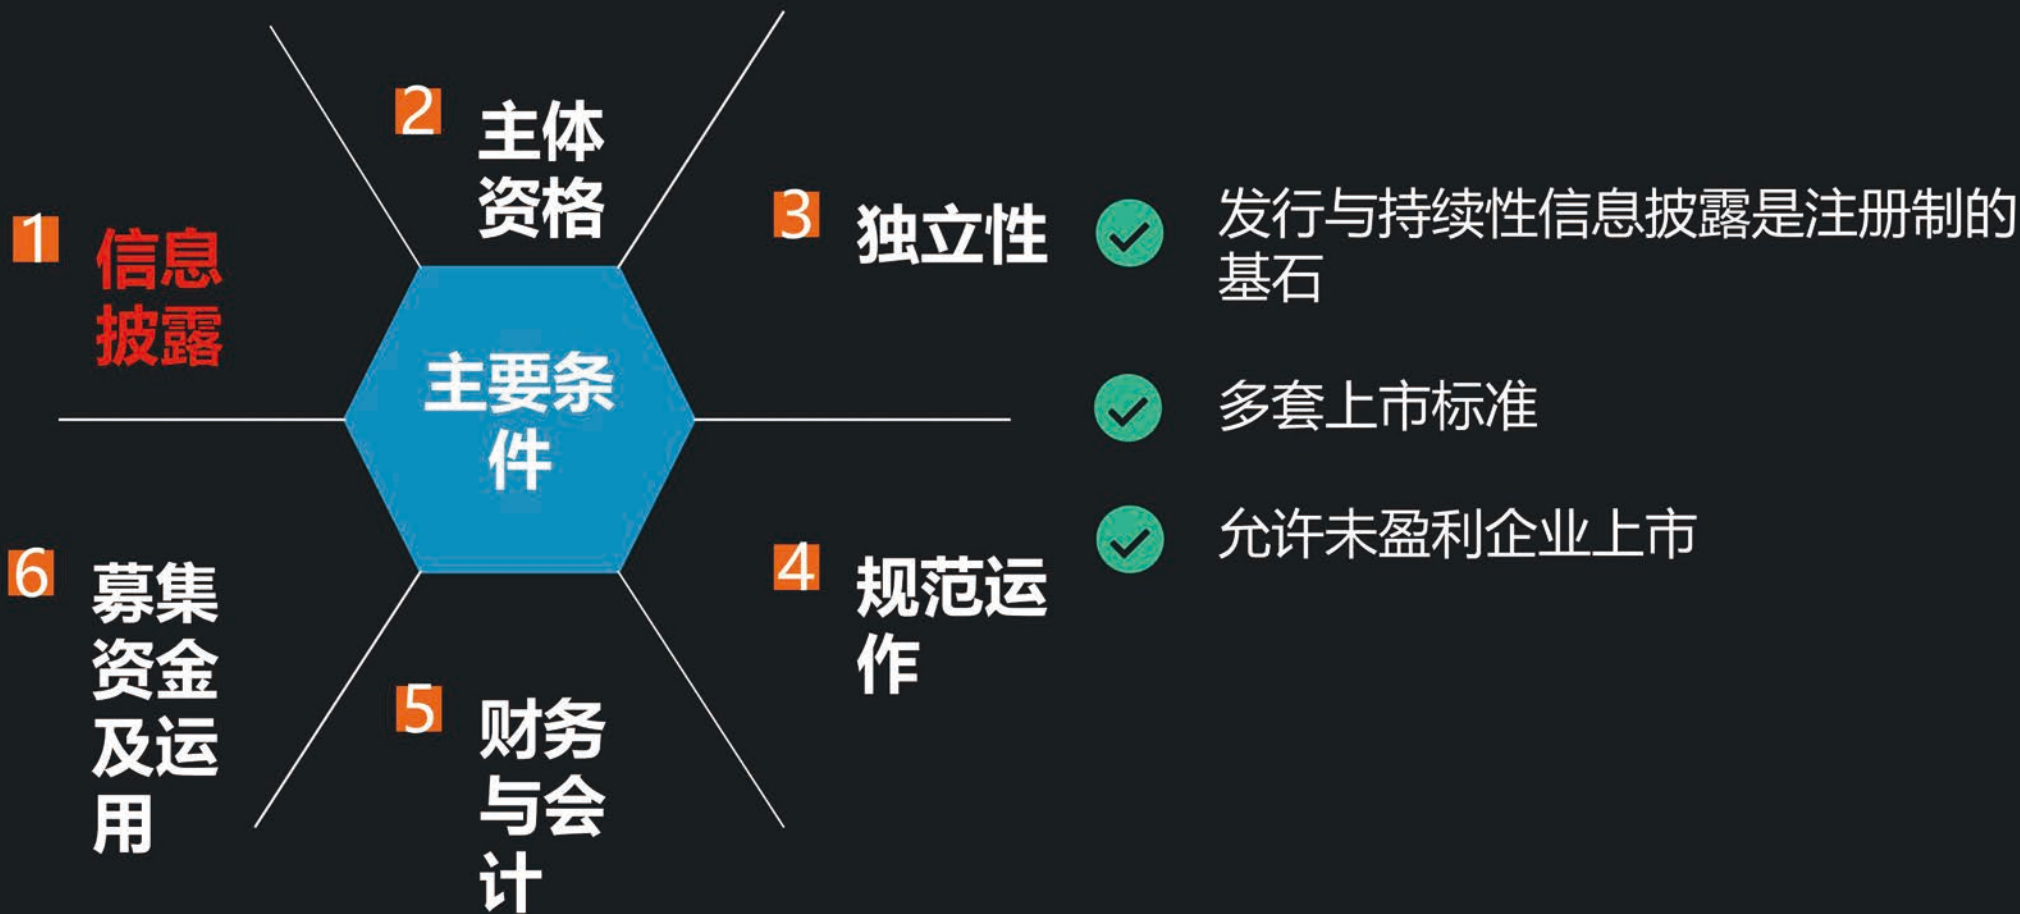 1
信息
披露
2
主体
资格
3
独立性
主要条
件
4
规范运
作
5
财务
与会
计
6
募集
资金
及运
用
发行与持续性信息披露是注册制的
基石
多套上市标准
允许未盈利企业上市